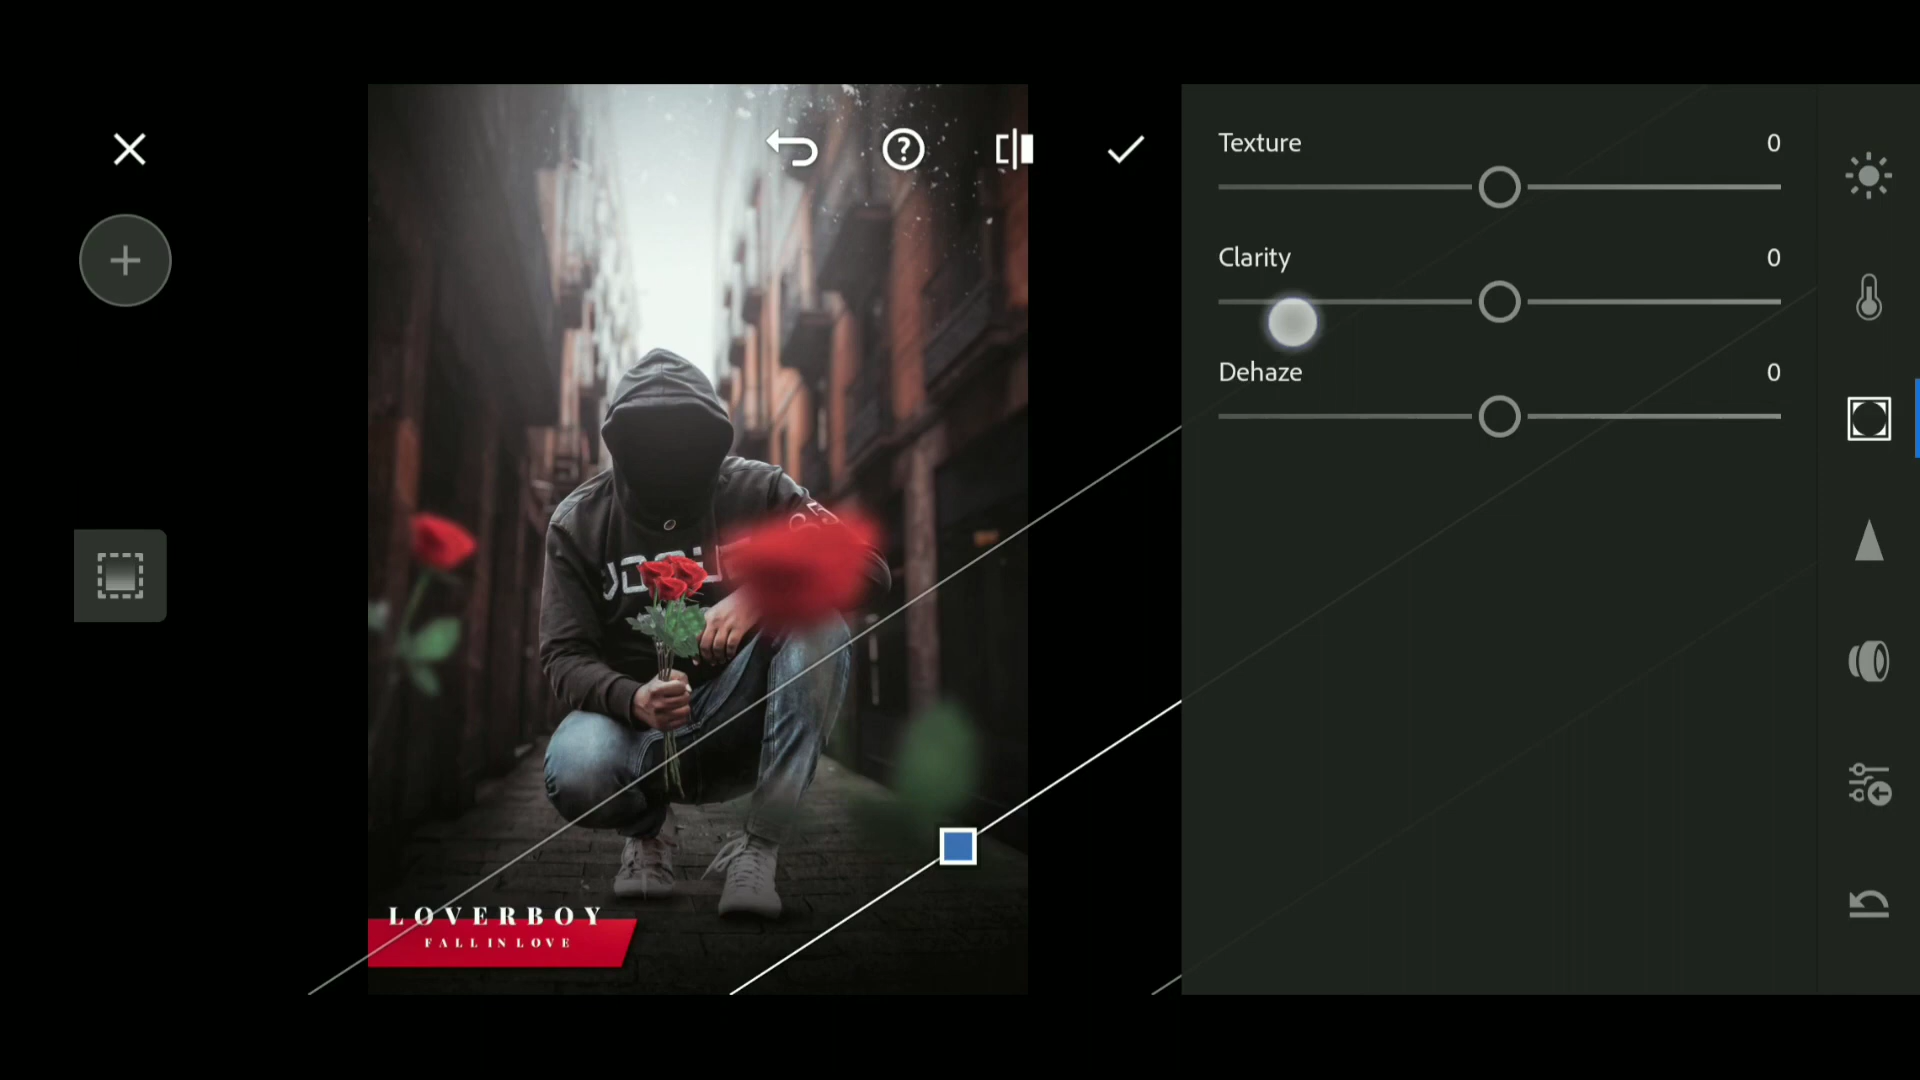 Texture 0
Clarity 0
Dehaze 0
LOVERBOY
FALL IN LOVE